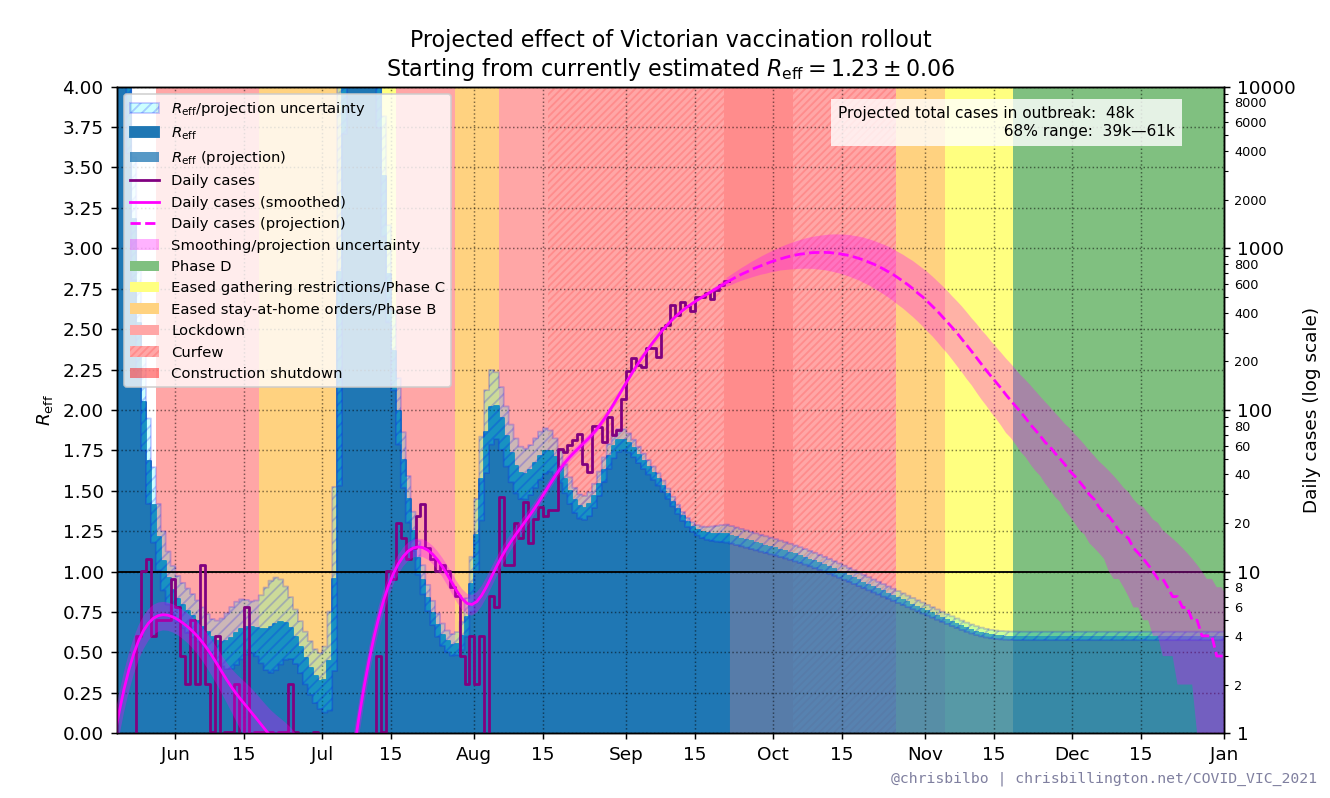 Projected effect of Victorian vaccination rollout
Starting from currently estimated Reff = 1.23 ± 0.06
Reff/projection uncertainty
Reff
Reff (projection)
Daily cases
Daily cases (smoothed)
Daily cases (projection)
Smoothing/projection uncertainty
Phase D
Eased gathering restrictions/Phase C
Eased stay-at-home orders/Phase B
Lockdown
Curfew
Construction shutdown
Projected total cases in outbreak: 48k
68% range: 39k—61k
Reff
4.00
3.75
3.50
3.25
3.00
2.75
2.50
2.25
2.00
1.75
1.50
1.25
1.00
0.75
0.50
0.25
0.00
10000
8000
6000
4000
2000
1000
800
600
400
200
100
80
60
40
20
10
8
6
4
2
1
Daily cases (log scale)
Jun 15 Jul 15 Aug 15 Sep 15 Oct 15 Nov 15 Dec 15 Jan
@chrisbilbo | chrisbillington.net/COVID_VIC_2021